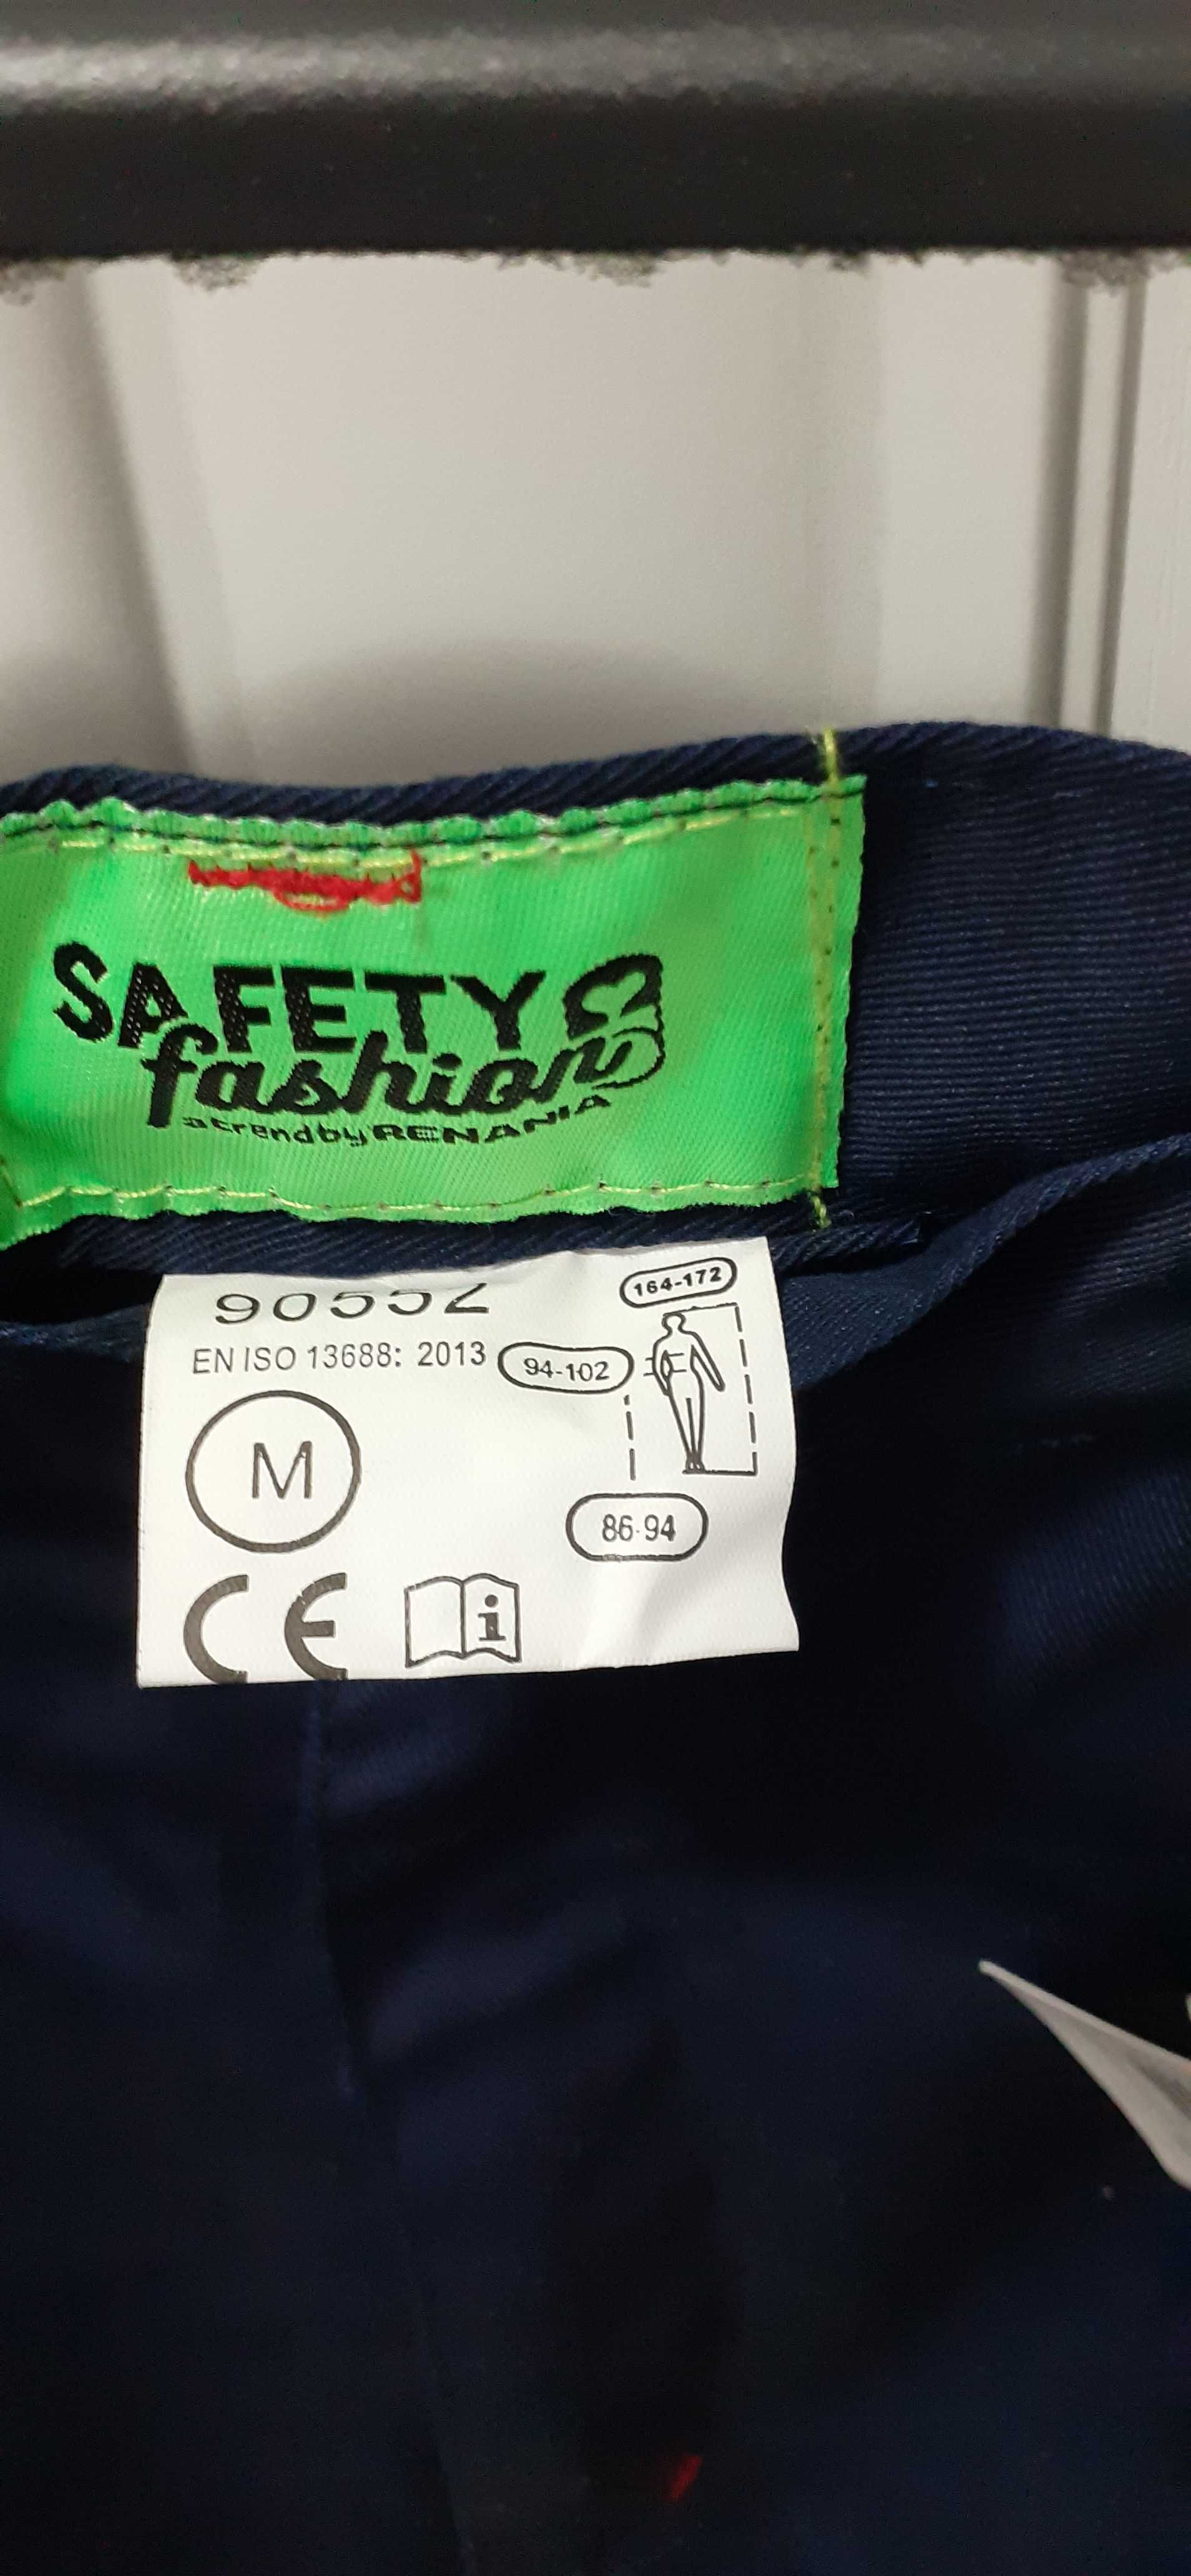 SAFETY
fashion
a trend by RENANIA
90552
164-172
EN ISO 13688: 2013
94-102
M
86-94
CE
i